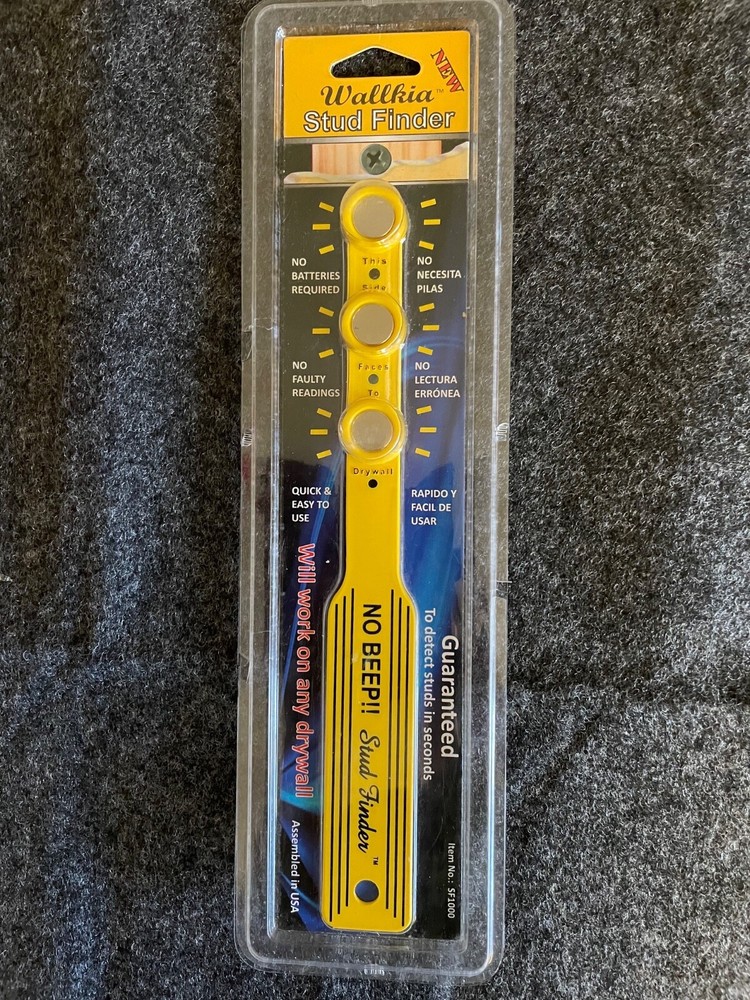 NEW
Wallkia™
Stud Finder
NO
BATTERIES
REQUIRED
This
Side
NO
NECESITA
PILAS
NO
FAULTY
READINGS
Faces
To
NO
LECTURA
ERRÓNEA
Drywall
QUICK &
EASY TO
USE
RAPIDO Y
FACIL DE
USAR
Will work on any drywall
NO BEEP!! Stud Finder™
Guaranteed
To detect studs in seconds
Assembled in USA
Item No.: SF1000